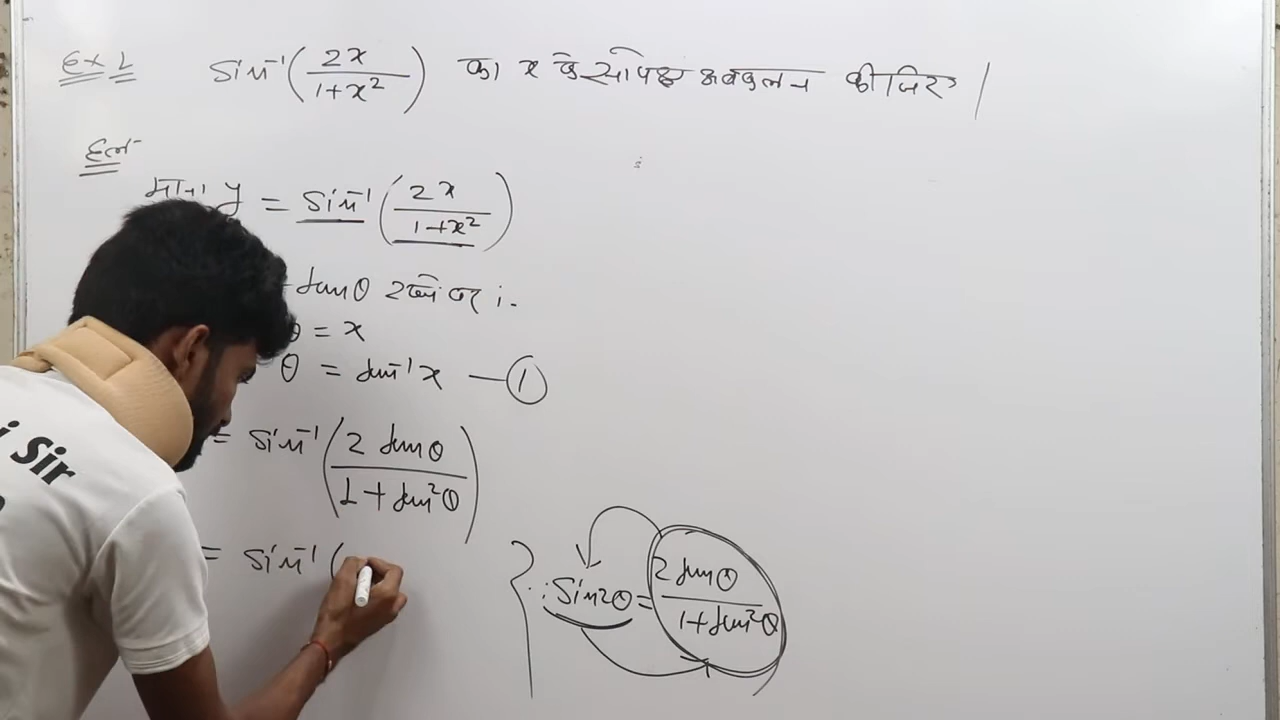 Ex 1 sin⁻¹(2x/1+x²) का x के सापेक्ष अवकलन कीजिए |
हल
माना y = sin⁻¹(2x/1+x²)
tanθ रखने पर ।.
θ = x
θ = tan⁻¹x — ①
= sin⁻¹(2 tanθ/1 + tan²θ)
= sin⁻¹(
∵ Sin2θ = 2 tanθ/1 + tan²θ
i Sir